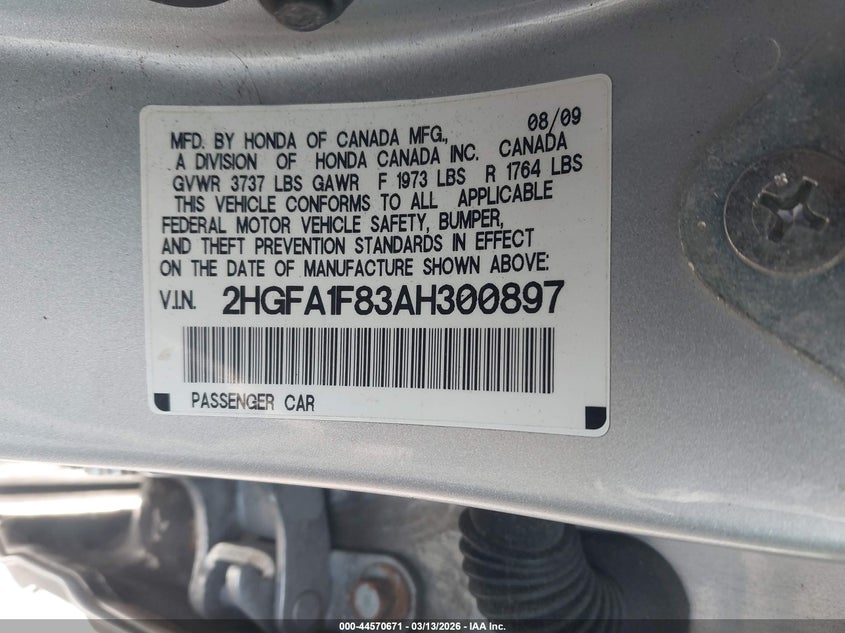 08/09
MFD. BY HONDA OF CANADA MFG.,
A DIVISION OF HONDA CANADA INC. CANADA
GVWR 3737 LBS GAWR F 1973 LBS R 1764 LBS
THIS VEHICLE CONFORMS TO ALL APPLICABLE
FEDERAL MOTOR VEHICLE SAFETY, BUMPER,
AND THEFT PREVENTION STANDARDS IN EFFECT
ON THE DATE OF MANUFACTURE SHOWN ABOVE:
V.I.N. 2HGFA1F83AH300897
PASSENGER CAR
000-44570671 - 03/13/2026 - IAA Inc.